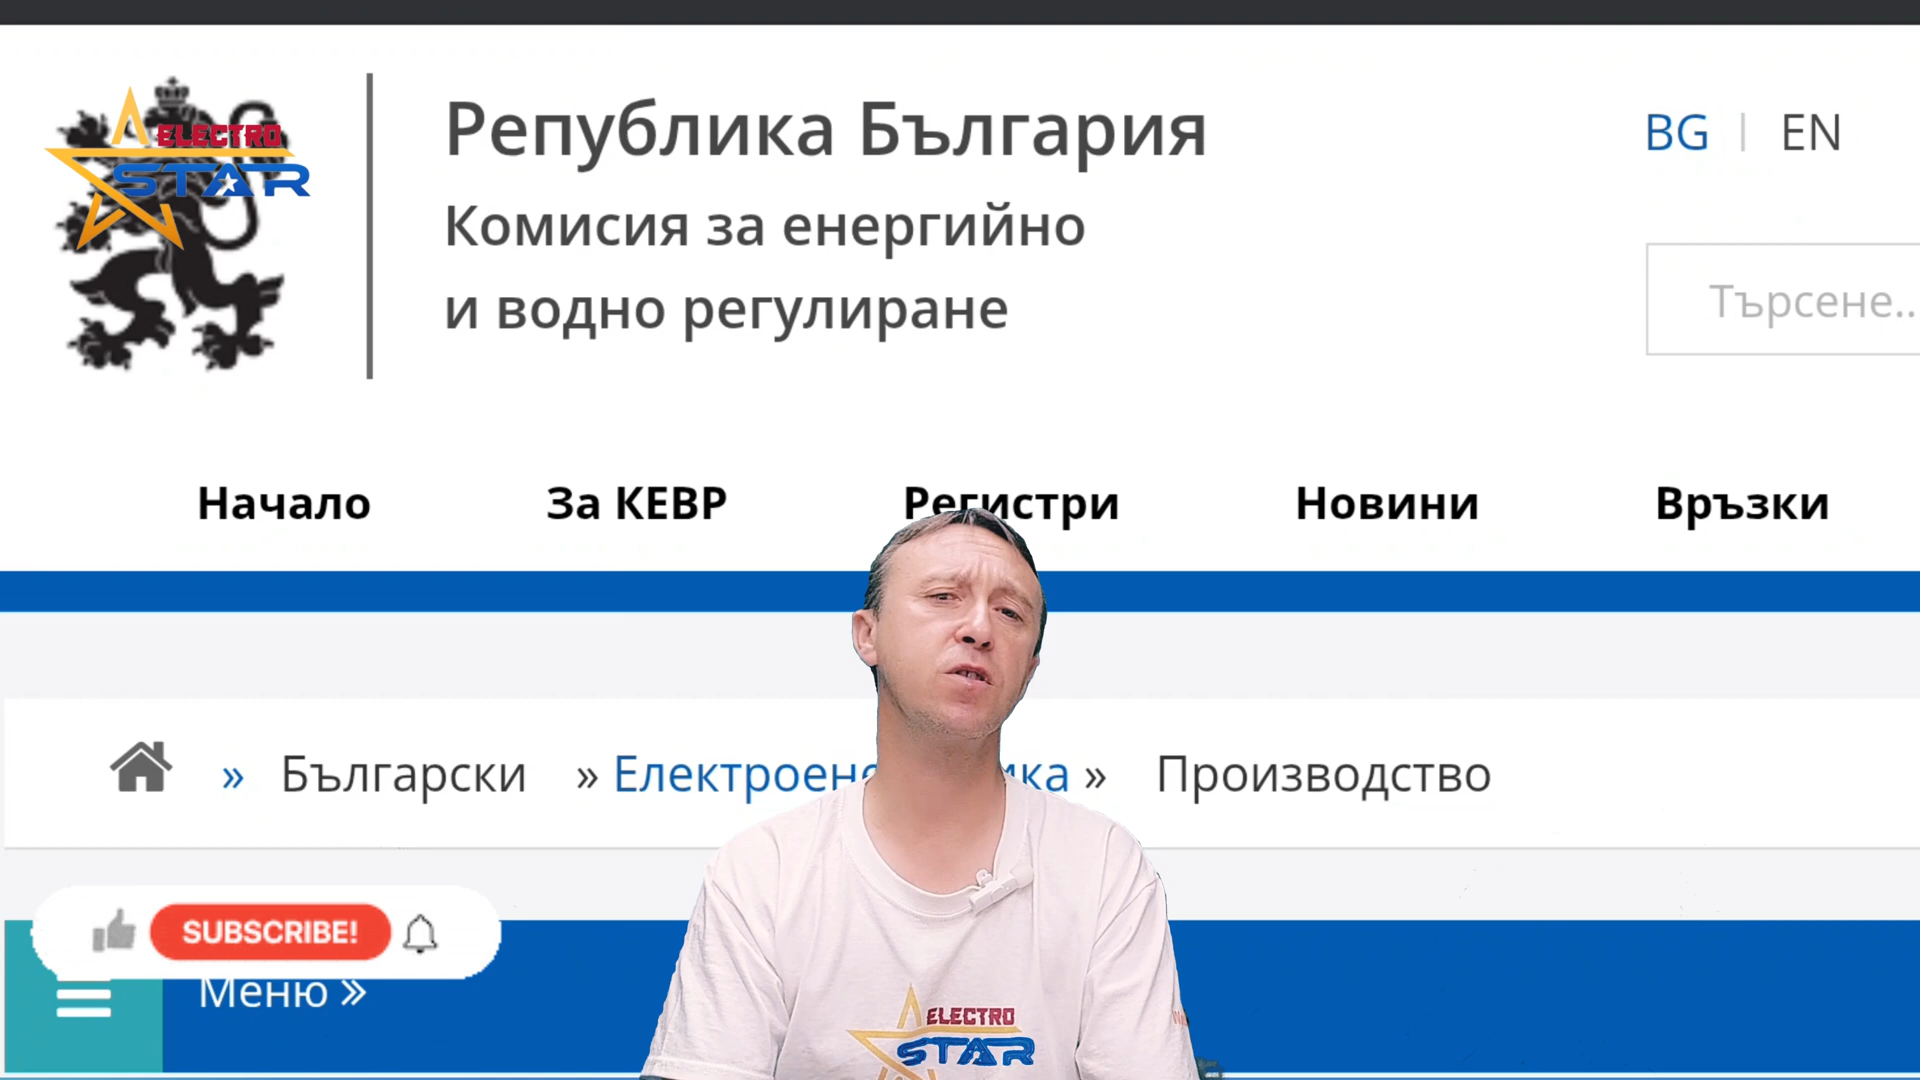 ELECTRO
STAR
Република България
Комисия за енергийно
и водно регулиране
BG | EN
Търсене..
Начало
За КЕВР
Регистри
Новини
Връзки
» Български » » Производство
SUBSCRIBE!
Меню »
ELECTRO
STAR